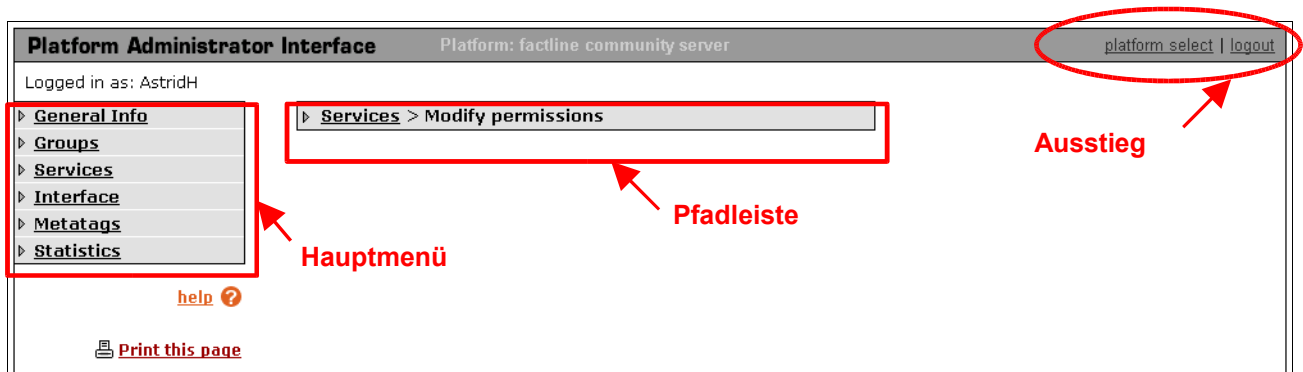 Platform Administrator Interface Platform: factline community server platform select | logout
Logged in as: AstridH
General Info
Groups
Services
Interface
Metatags
Statistics
Services > Modify permissions
Ausstieg
Pfadleiste
Hauptmenü
help ?
Print this page